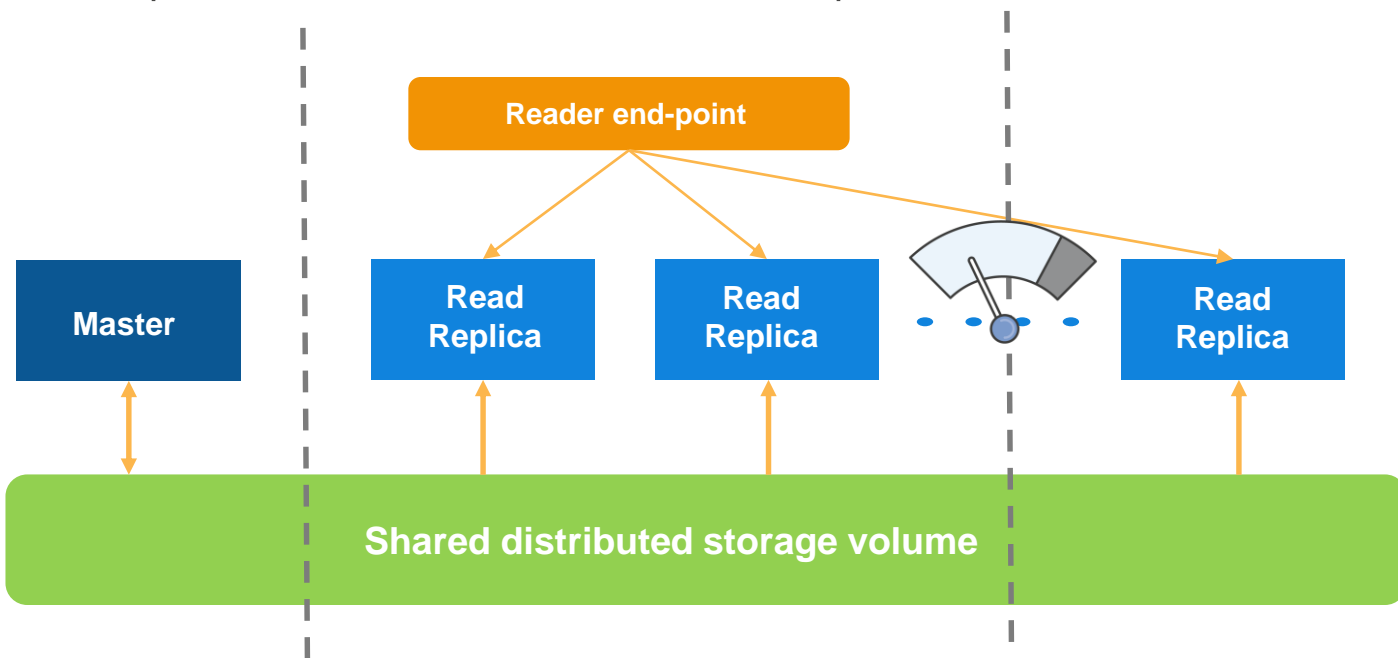 Reader end-point
Master
Read
Replica
Read
Replica
Read
Replica
Shared distributed storage volume